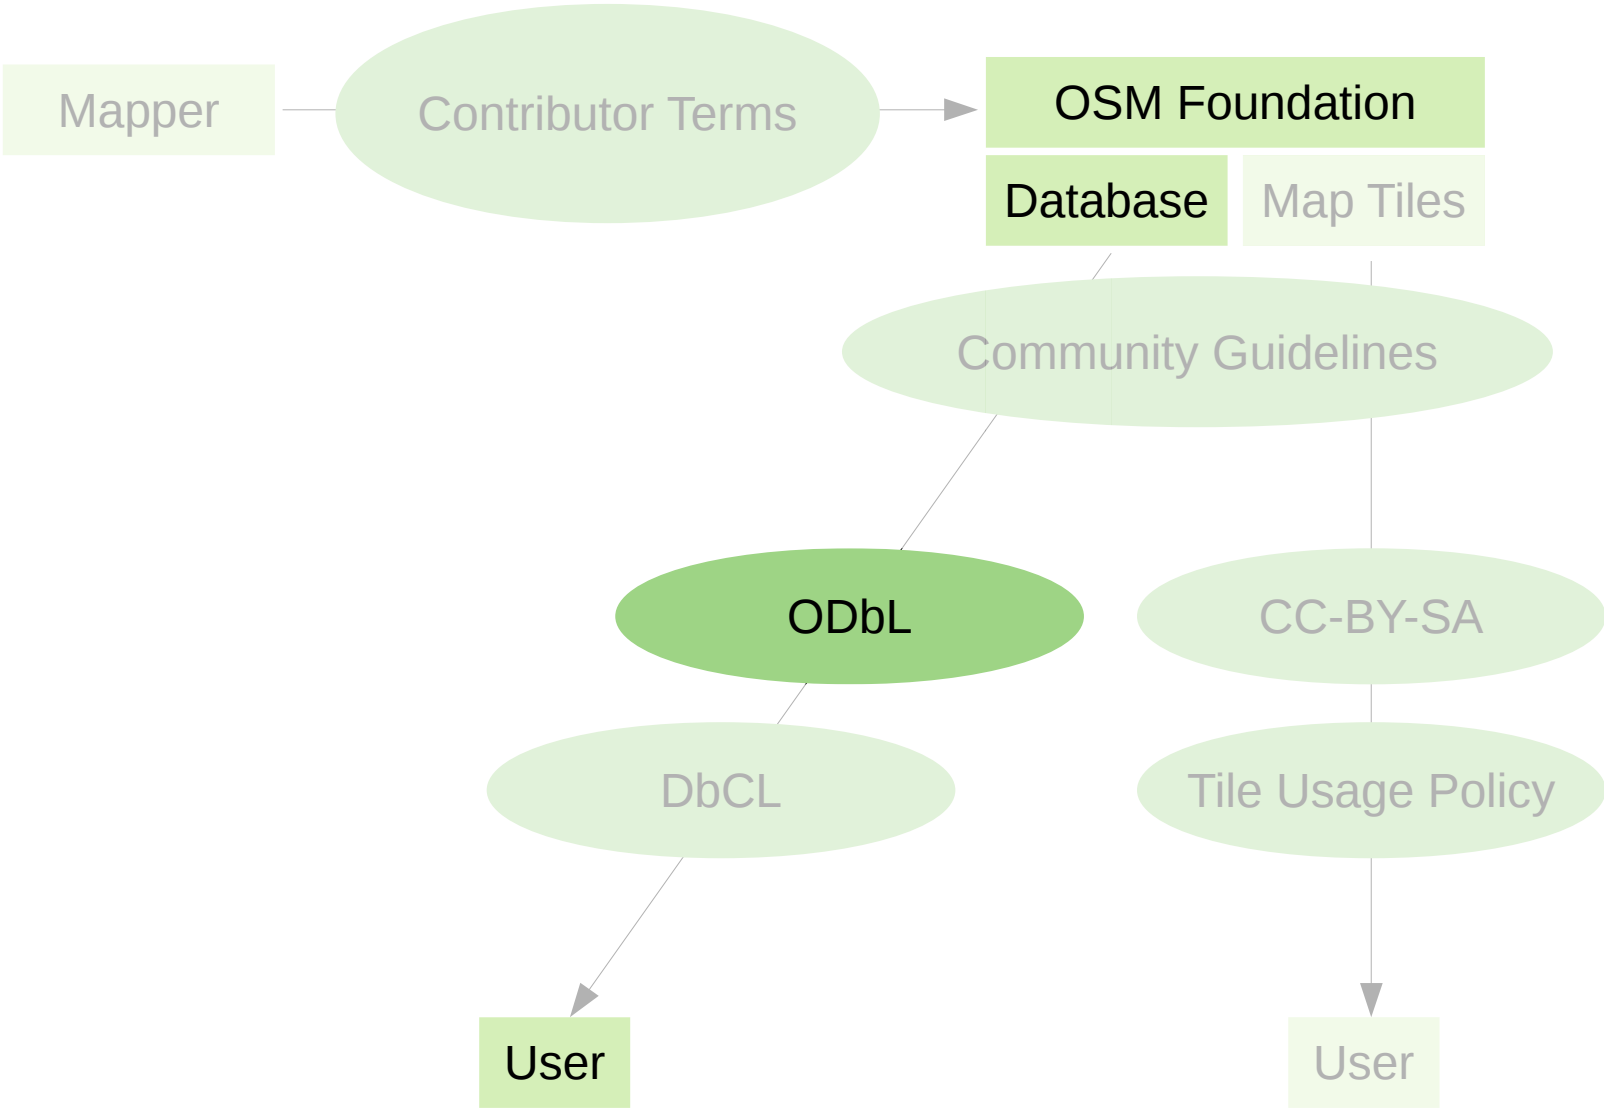 Mapper
Contributor Terms
OSM Foundation
Database
Map Tiles
Community Guidelines
ODbL
CC-BY-SA
DbCL
Tile Usage Policy
User
User